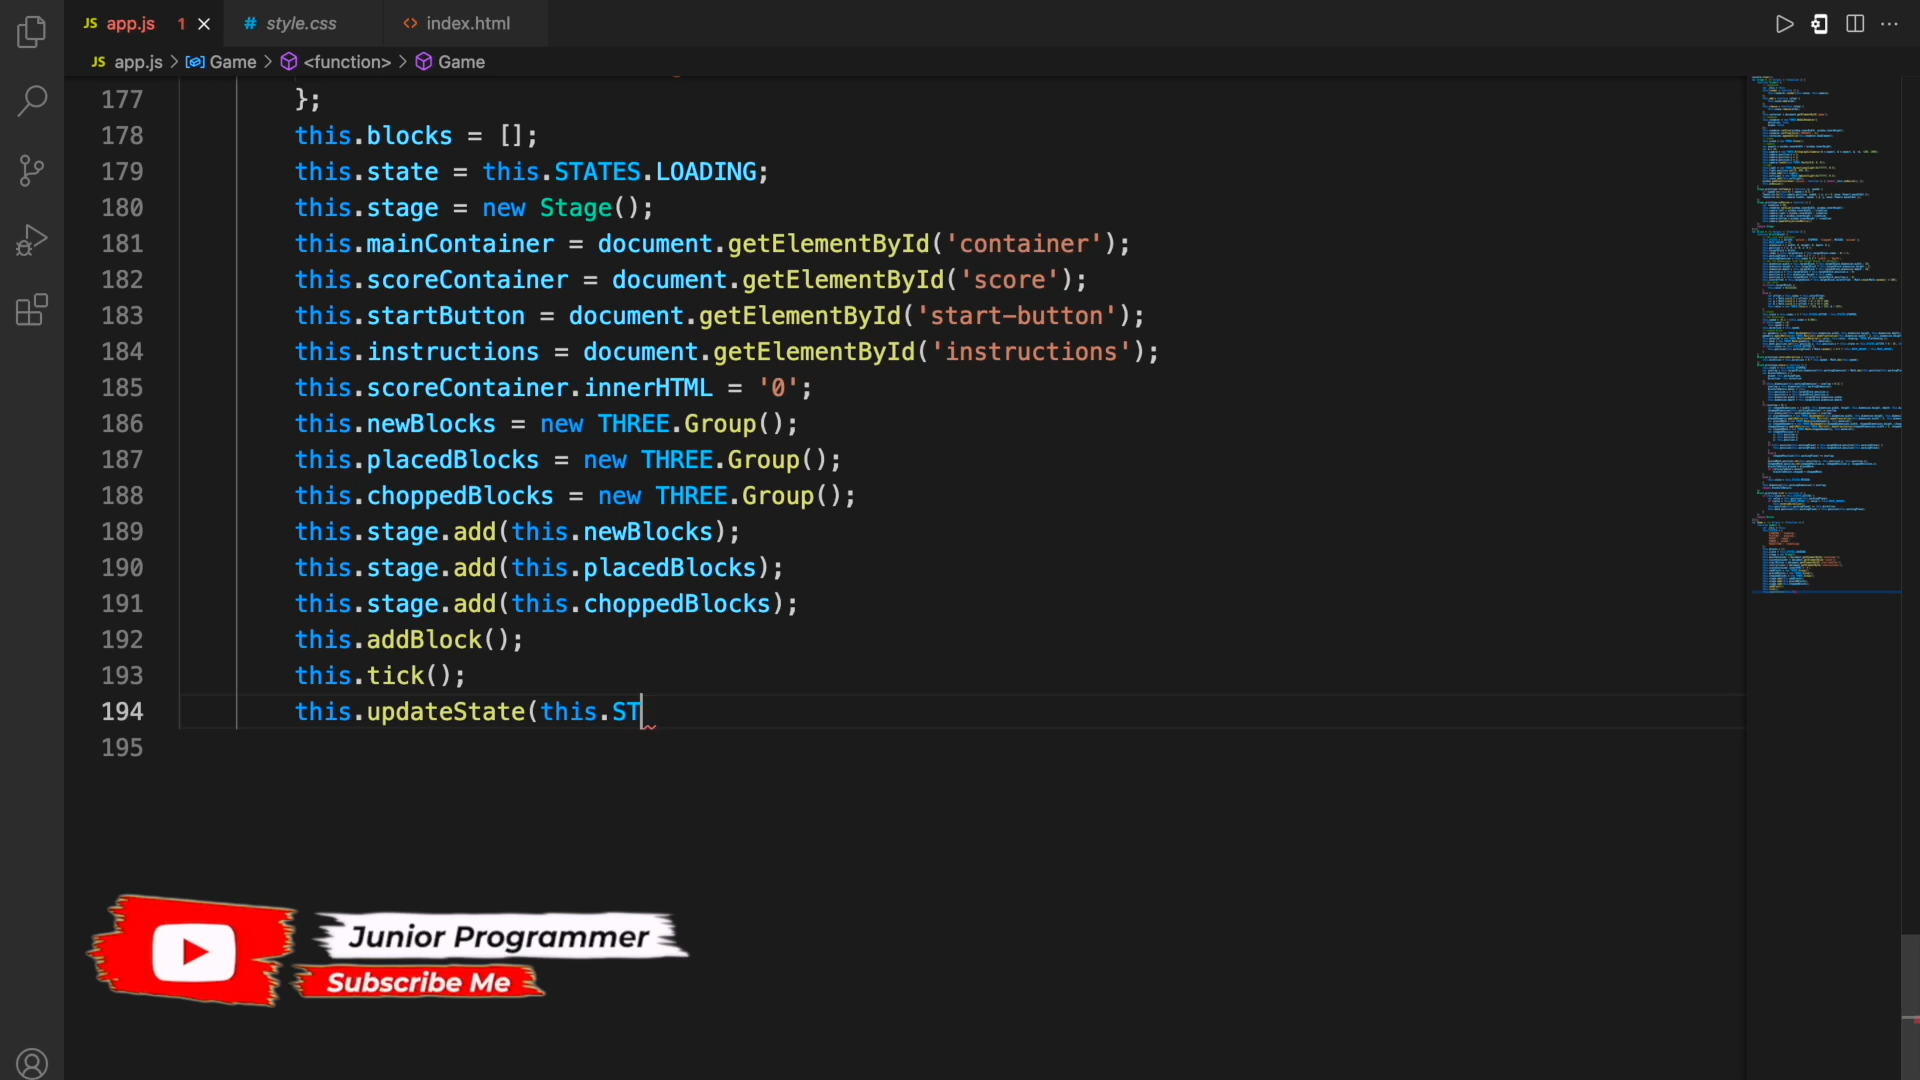 JS app.js 1
# style.css
<> index.html
JS app.js > Game > <function> > Game
177 };
178 this.blocks = [];
179 this.state = this.STATES.LOADING;
180 this.stage = new Stage();
181 this.mainContainer = document.getElementById('container');
182 this.scoreContainer = document.getElementById('score');
183 this.startButton = document.getElementById('start-button');
184 this.instructions = document.getElementById('instructions');
185 this.scoreContainer.innerHTML = '0';
186 this.newBlocks = new THREE.Group();
187 this.placedBlocks = new THREE.Group();
188 this.choppedBlocks = new THREE.Group();
189 this.stage.add(this.newBlocks);
190 this.stage.add(this.placedBlocks);
191 this.stage.add(this.choppedBlocks);
192 this.addBlock();
193 this.tick();
194 this.updateState(this.ST
195
Junior Programmer
Subscribe Me